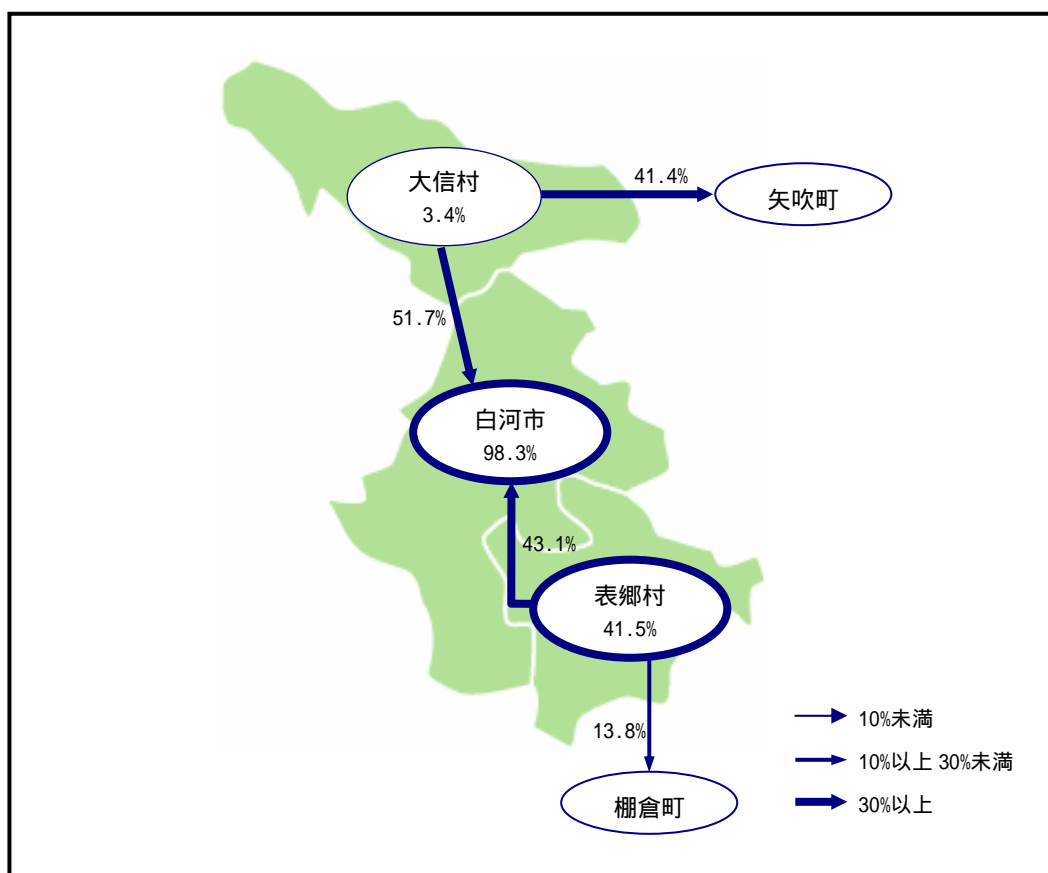 大信村
3.4%
41.4%
矢吹町
51.7%
白河市
98.3%
43.1%
表郷村
41.5%
13.8%
棚倉町
10%未満
10%以上 30%未満
30%以上